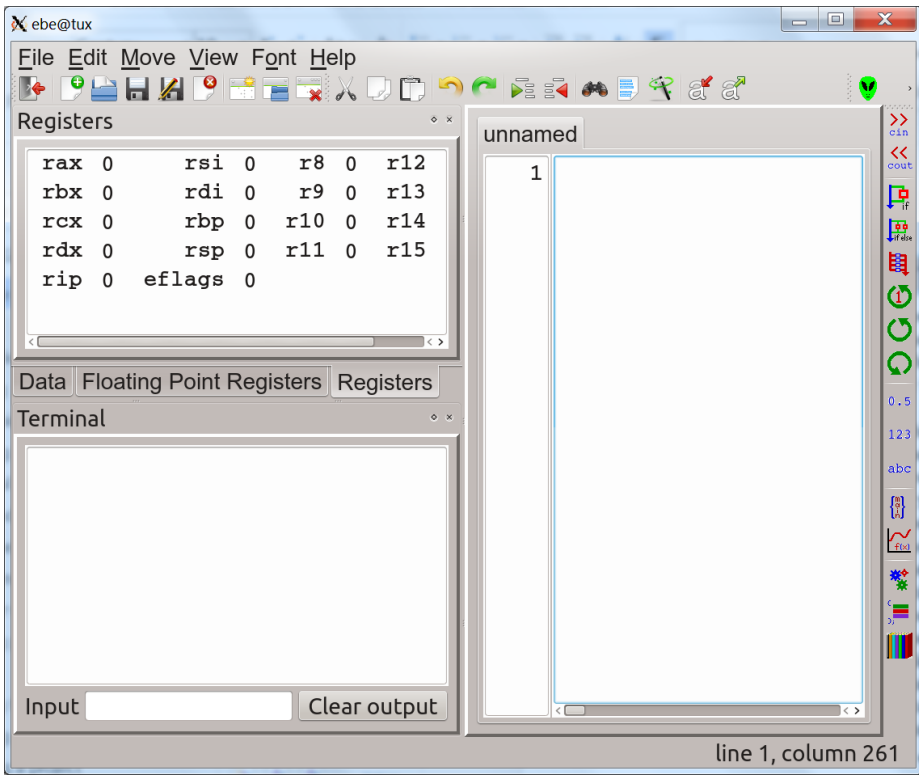 ebe@tux
File Edit Move View Font Help
Registers
rax 0 rsi 0 r8 0 r12
rbx 0 rdi 0 r9 0 r13
rcx 0 rbp 0 r10 0 r14
rdx 0 rsp 0 r11 0 r15
rip 0 eflags 0
Data Floating Point Registers Registers
Terminal
Input Clear output
unnamed
1
cin
cout
if
if else
1
0.5
123
abc
f(x)
line 1, column 261